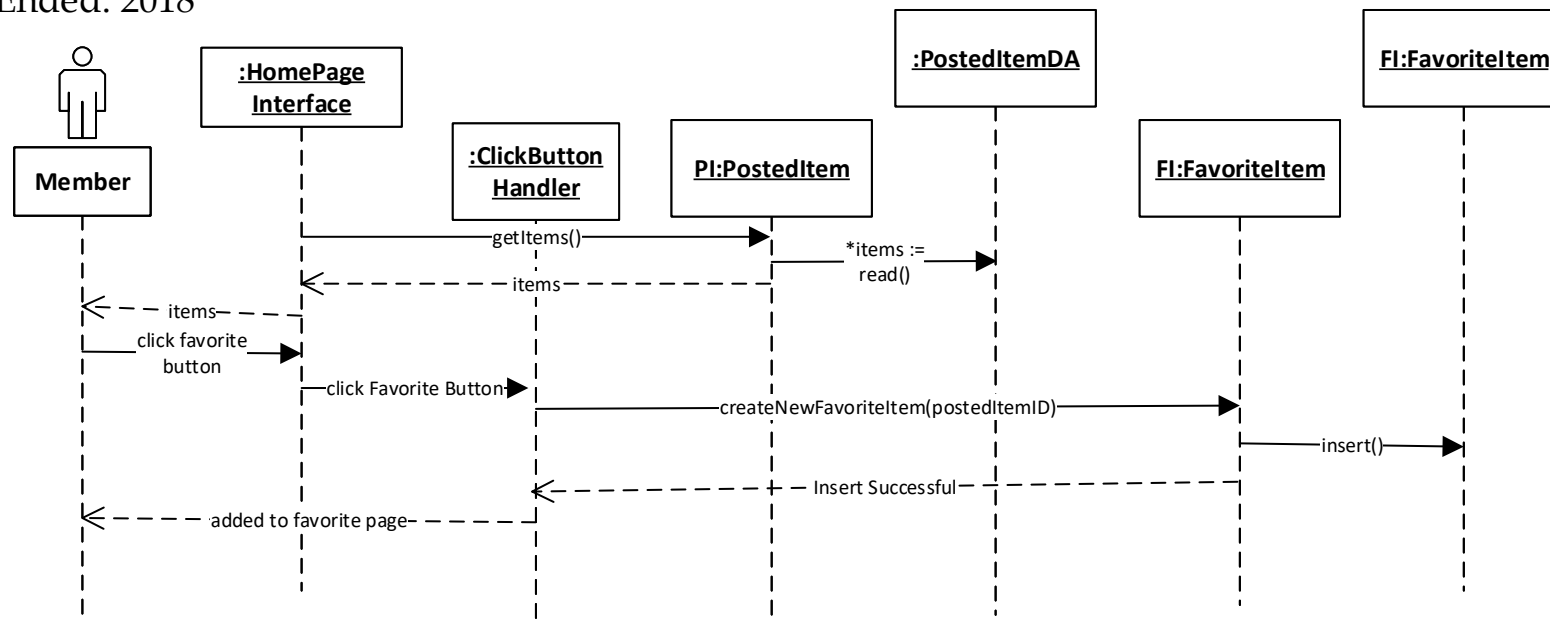 Ended: 2018
:HomePage
Interface
:PostedItemDA
FI:FavoriteItem
Member
:ClickButton
Handler
PI:PostedItem
FI:FavoriteItem
getItems()
*items :=
read()
items
items
click favorite
button
click Favorite Button
createNewFavoriteItem(postedItemID)
insert()
Insert Successful
added to favorite page